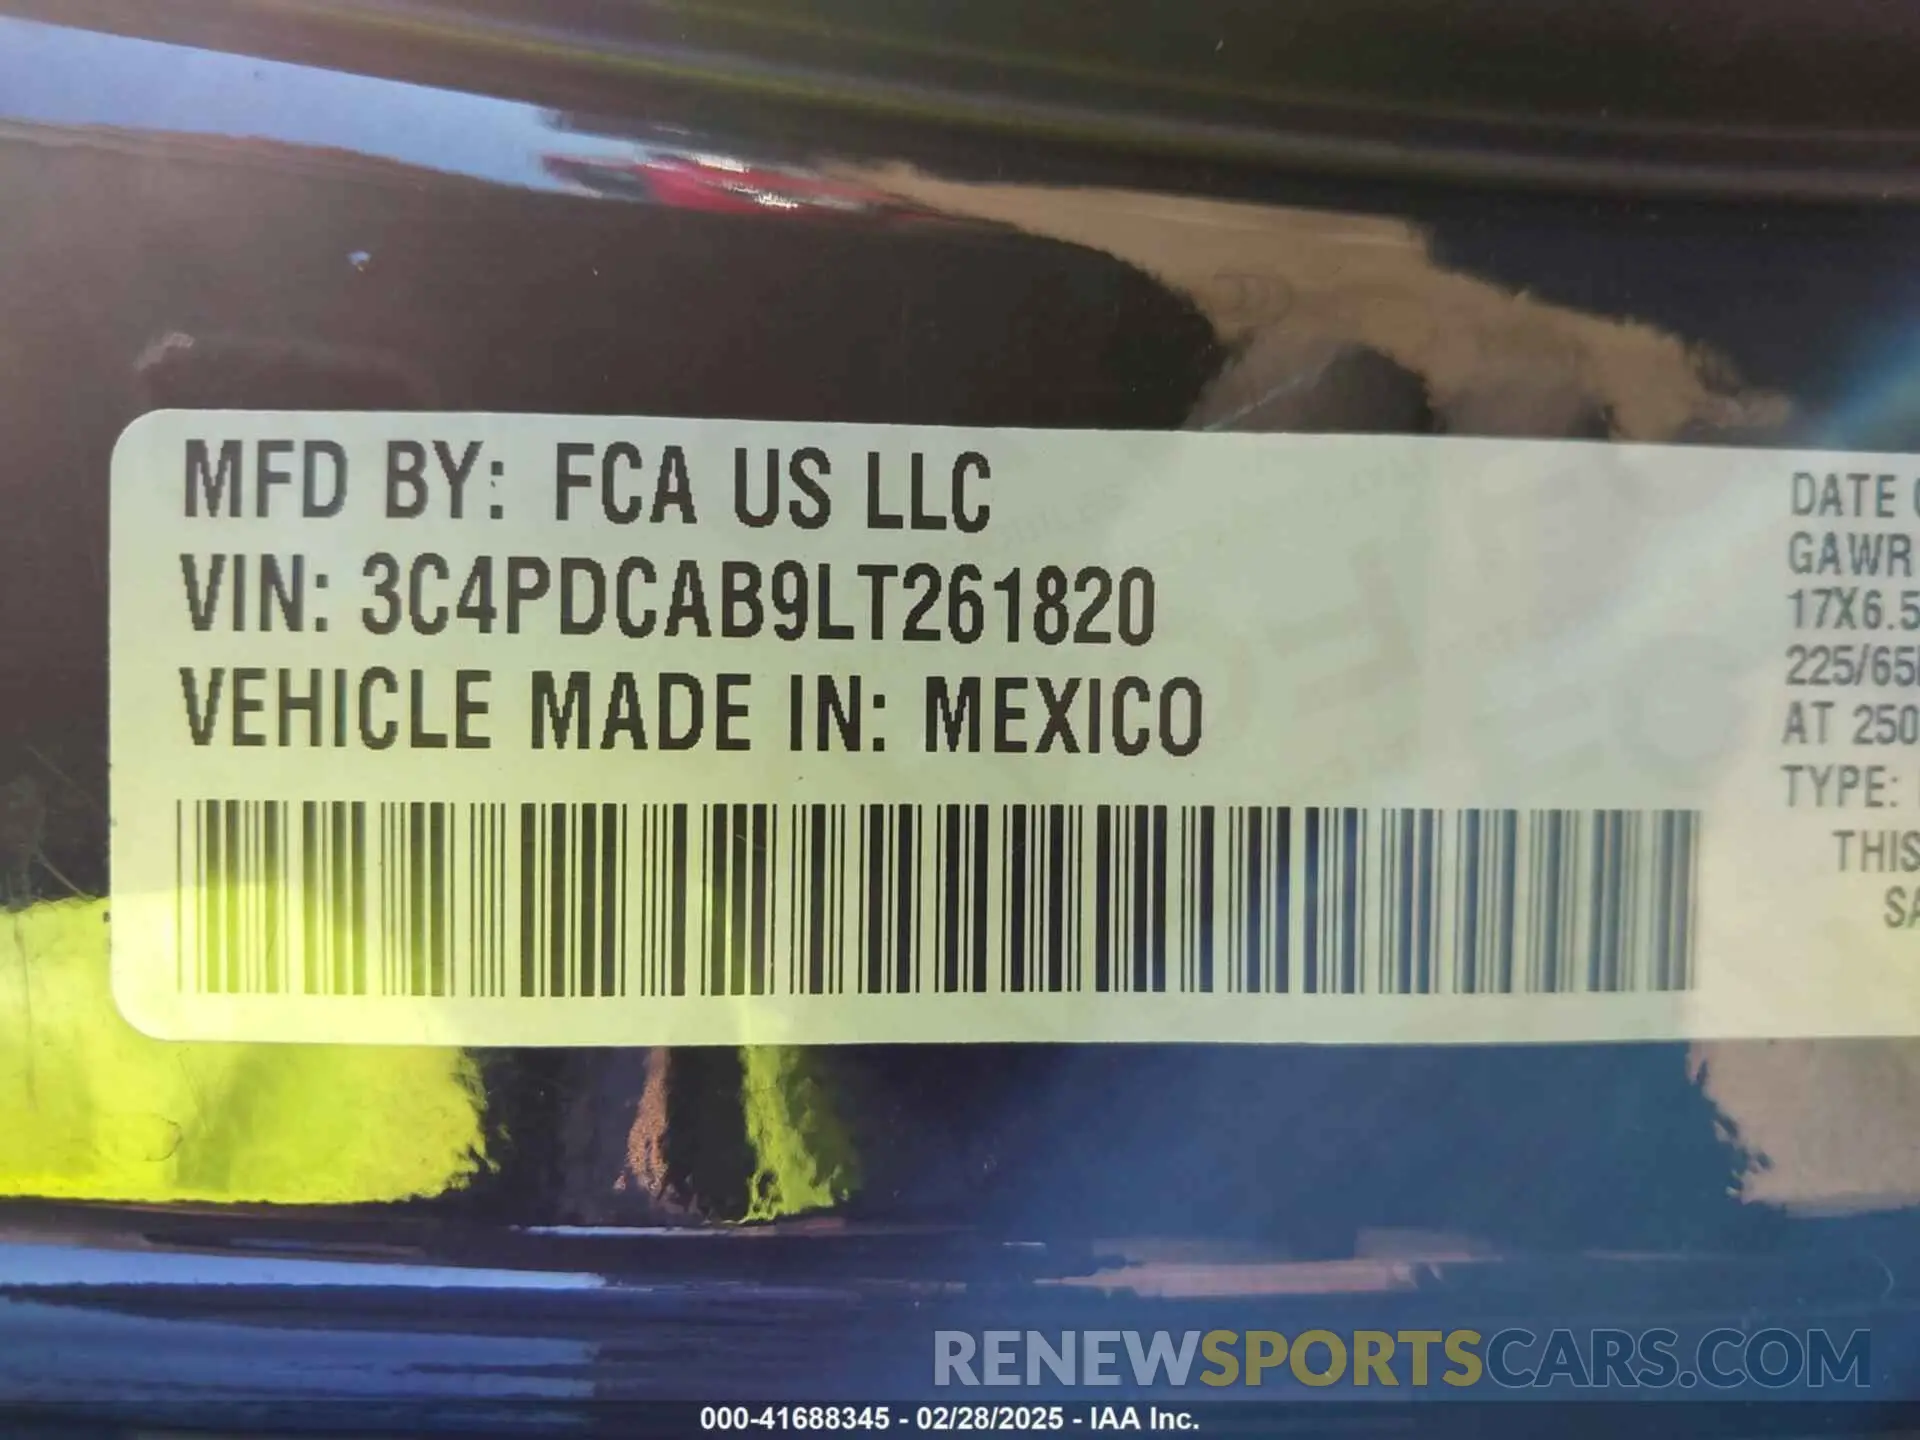 MFD BY: FCA US LLC
VIN: 3C4PDCAB9LT261820
VEHICLE MADE IN: MEXICO
DATE
GAWR
17X6.5
225/65
AT 250
TYPE:
THIS
RENEWSPORTSCARS.COM
000-41688345 - 02/28/2025 - IAA Inc.